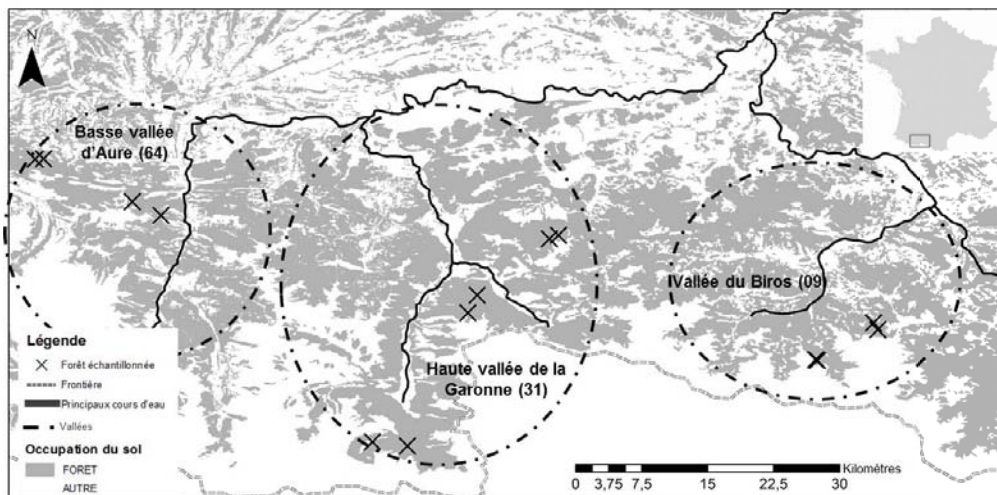 N
Basse vallée
d'Aure (64)
lVallée du Biros (09)
Haute vallée de la
Garonne (31)
Légende
Forêt échantillonnée
Frontière
Principaux cours d'eau
Vallées
Occupation du sol
FORET
AUTRE
Kilomètres
0 3,75 7,5 15 22,5 30